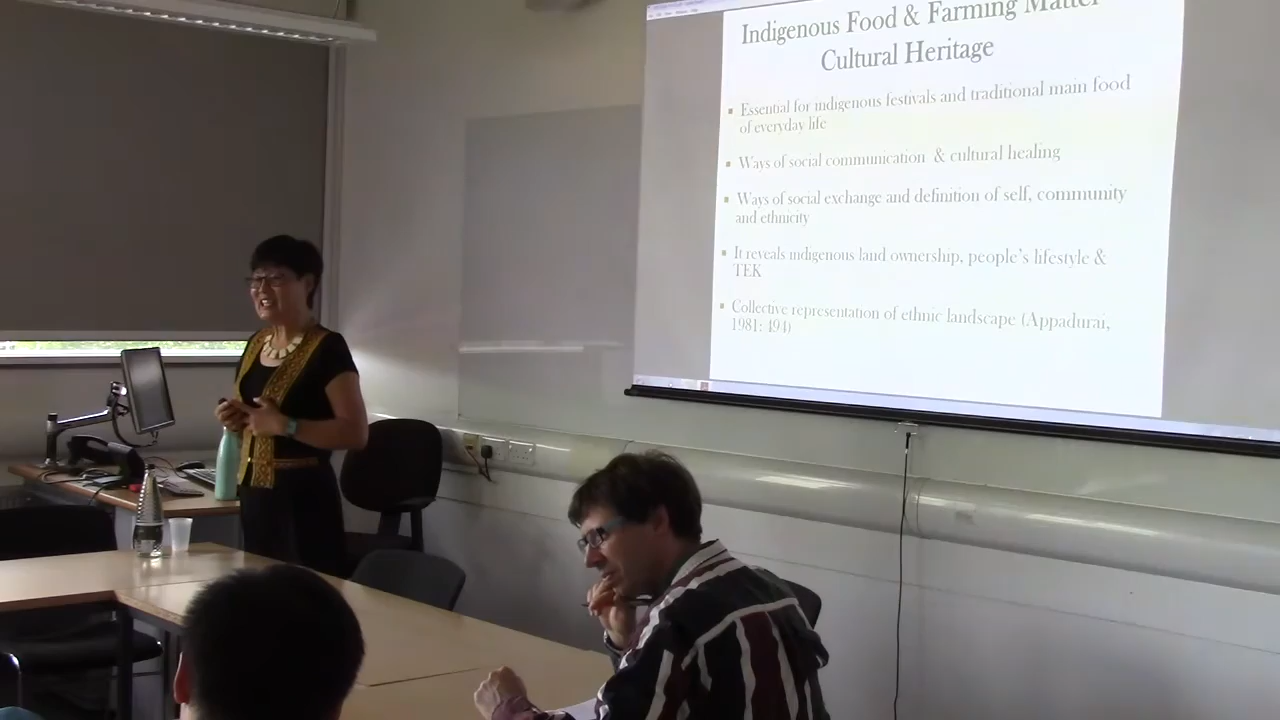 Indigenous Food & Farming Matter
Cultural Heritage
Essential for indigenous festivals and traditional main food
of everyday life
Ways of social communication & cultural healing
Ways of social exchange and definition of self, community
and ethnicity
It reveals indigenous land ownership, people's lifestyle &
TEK
Collective representation of ethnic landscape (Appadurai,
1981: 494)